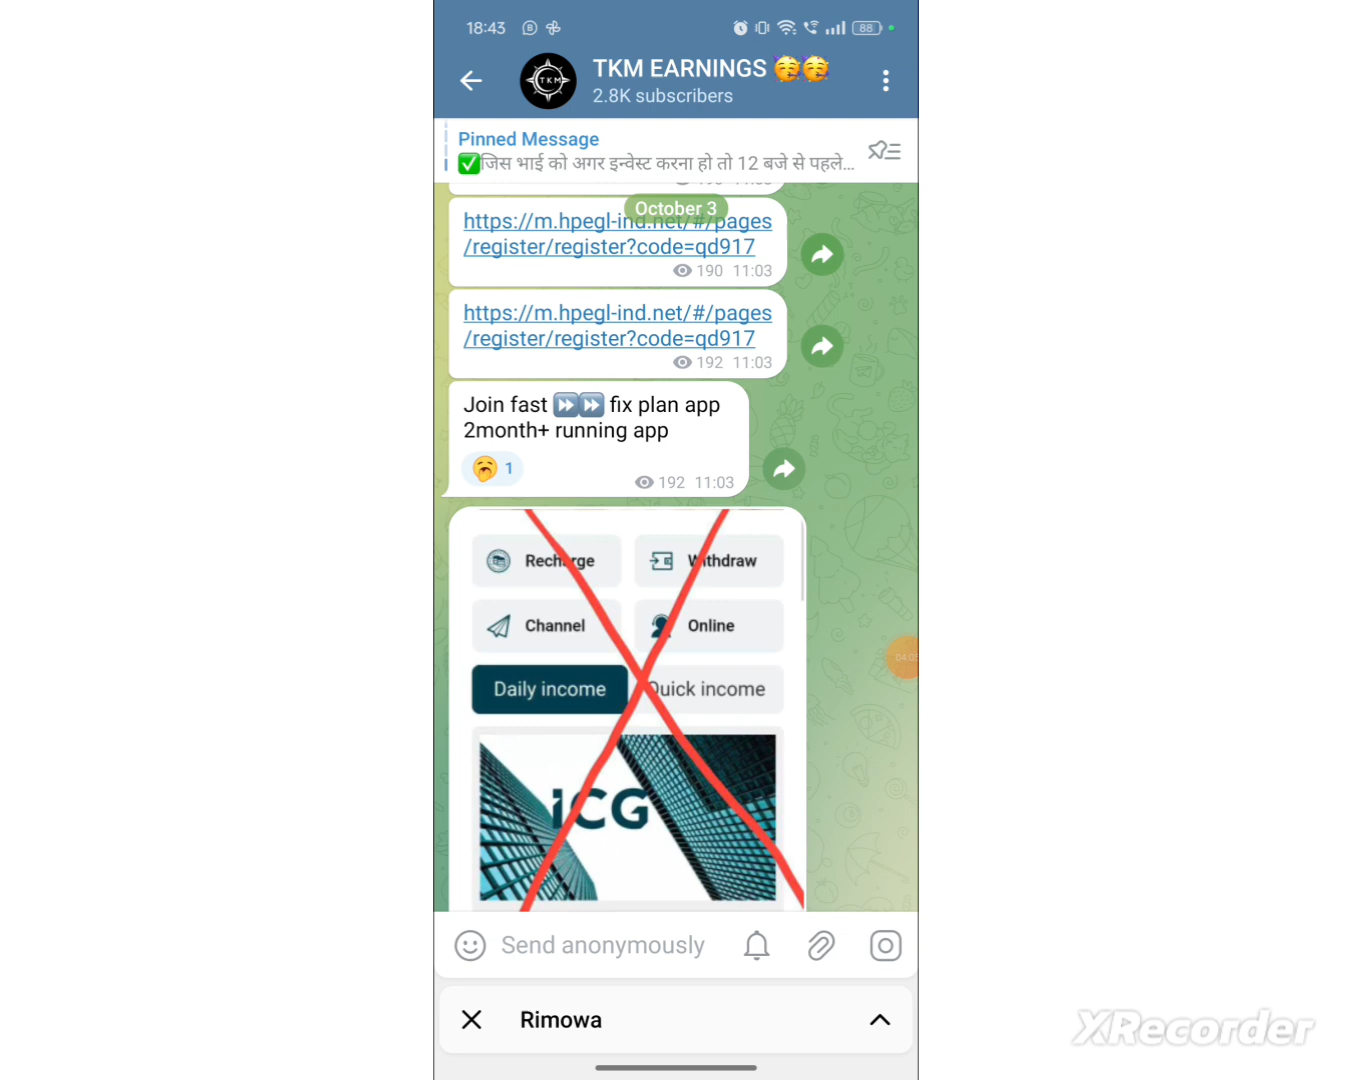 18:43
88
TKM
TKM EARNINGS 🥳🥳
2.8K subscribers
Pinned Message
✅जिस भाई को अगर इन्वेस्ट करना हो तो 12 बजे से पहले...
October 3
https://m.hpegl-ind.net/#/pages
/register/register?code=qd917
190 11:03
https://m.hpegl-ind.net/#/pages
/register/register?code=qd917
192 11:03
Join fast ⏩⏩ fix plan app
2month+ running app
🥱 1
192 11:03
Recharge
Withdraw
Channel
Online
Daily income
Quick income
iCG
Send anonymously
Rimowa
XRecorder